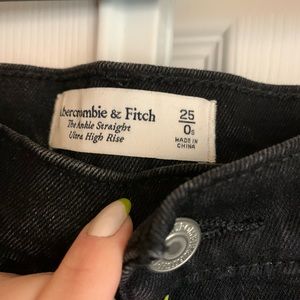 Abercrombie & Fitch
The Ankle Straight
Ultra High Rise
25
0s
MADE IN
CHINA